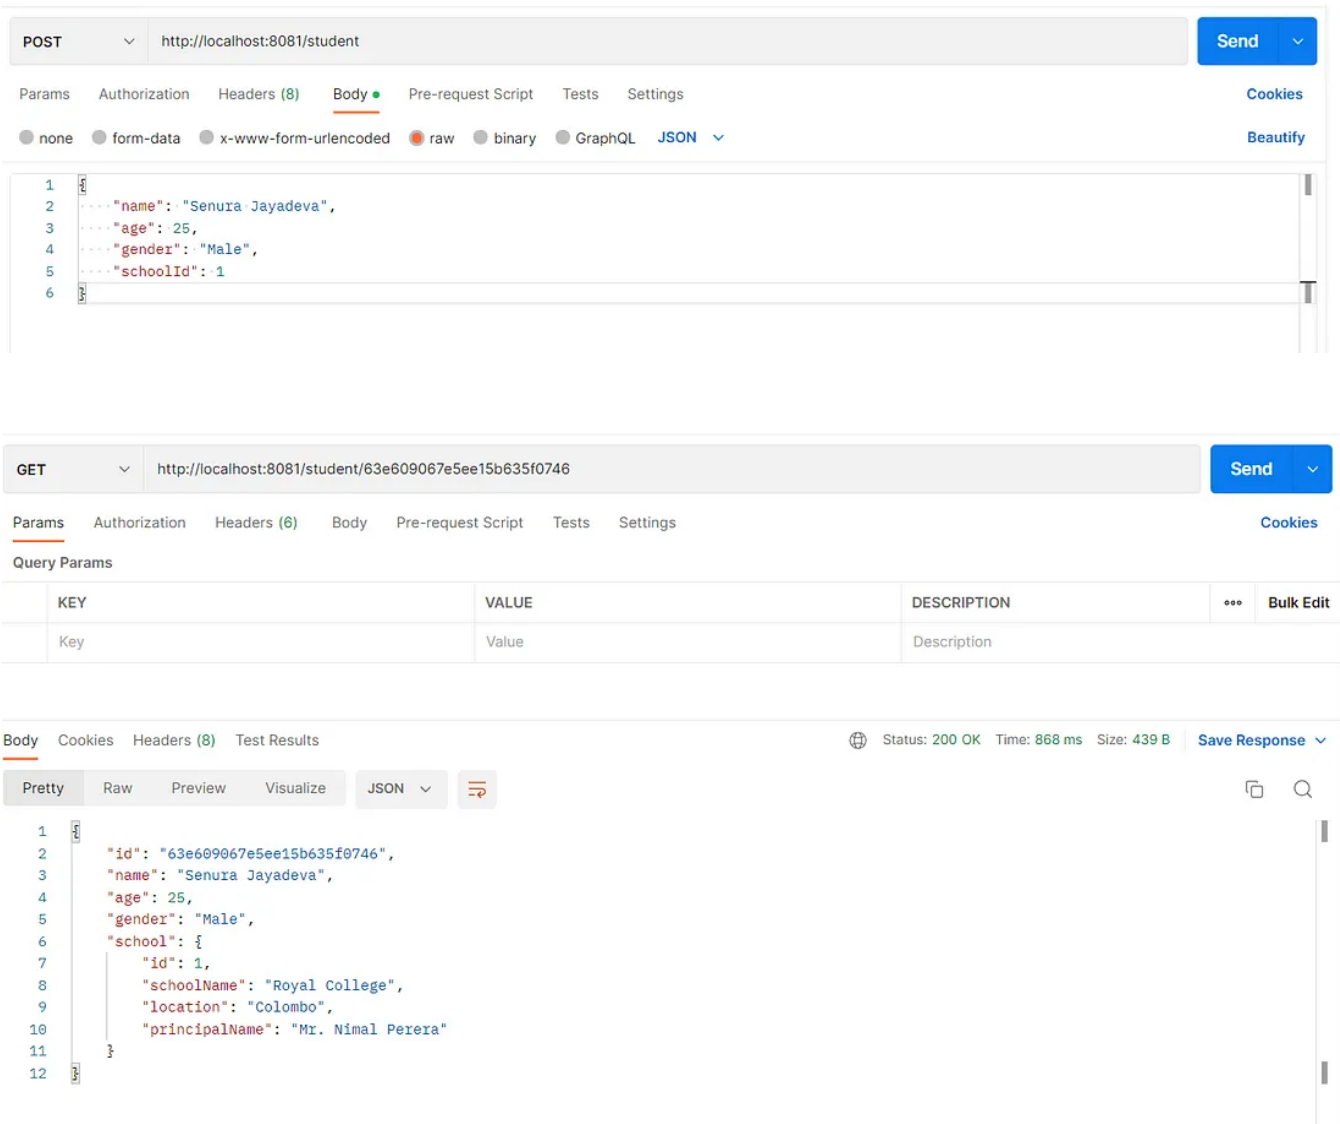 POST http://localhost:8081/student Send
Params Authorization Headers (8) Body Pre-request Script Tests Settings Cookies
none form-data x-www-form-urlencoded raw binary GraphQL JSON Beautify
1 {
2 "name": "Senura Jayadeva",
3 "age": 25,
4 "gender": "Male",
5 "schoolId": 1
6 }
GET http://localhost:8081/student/63e609067e5ee15b635f0746 Send
Params Authorization Headers (6) Body Pre-request Script Tests Settings Cookies
Query Params
KEY VALUE DESCRIPTION ooo Bulk Edit
Key Value Description
Body Cookies Headers (8) Test Results Status: 200 OK Time: 868 ms Size: 439 B Save Response
Pretty Raw Preview Visualize JSON
1 {
2 "id": "63e609067e5ee15b635f0746",
3 "name": "Senura Jayadeva",
4 "age": 25,
5 "gender": "Male",
6 "school": {
7 "id": 1,
8 "schoolName": "Royal College",
9 "location": "Colombo",
10 "principalName": "Mr. Nimal Perera"
11 }
12 }